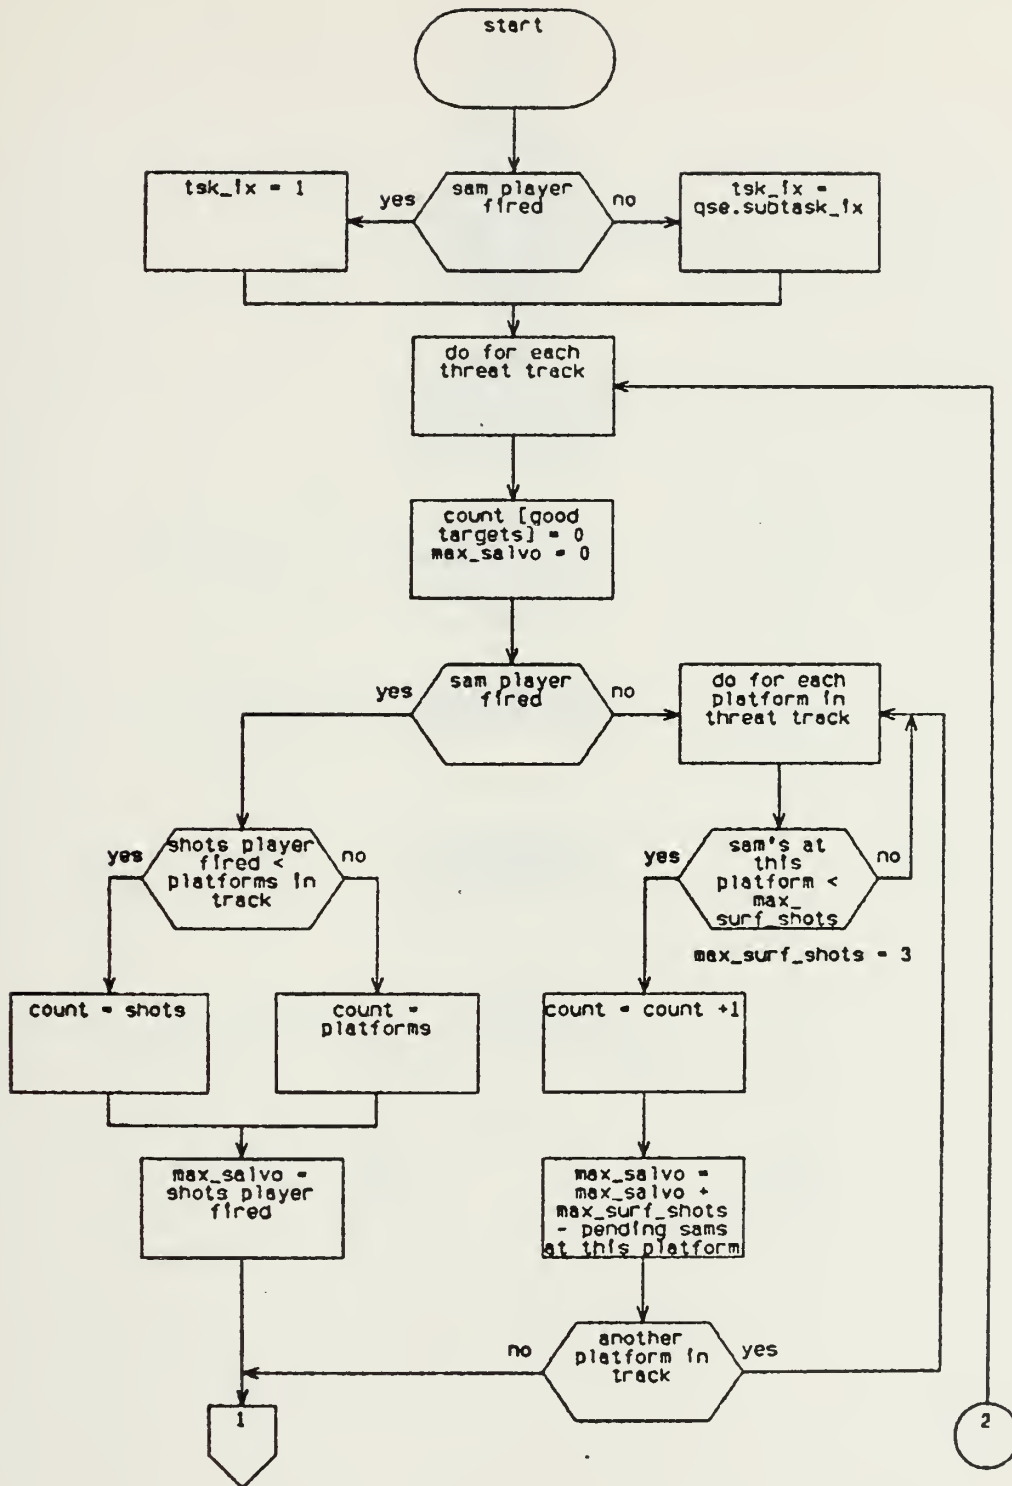 start
tsk_ix = 1
yes
sam player
fired
no
tsk_ix =
qse.subtask_ix
do for each
threat track
count [good
targets] = 0
max_salvo = 0
yes
sam player
fired
no
do for each
platform in
threat track
yes
shots player
fired <
platforms in
track
no
yes
sam's at
this
platform <
max_
surf_shots
no
max_surf_shots = 3
count = shots
count =
platforms
count = count +1
max_salvo =
shots player
fired
max_salvo =
max_salvo +
max_surf_shots
- pending sams
at this platform
no
another
platform in
track
yes
1
2